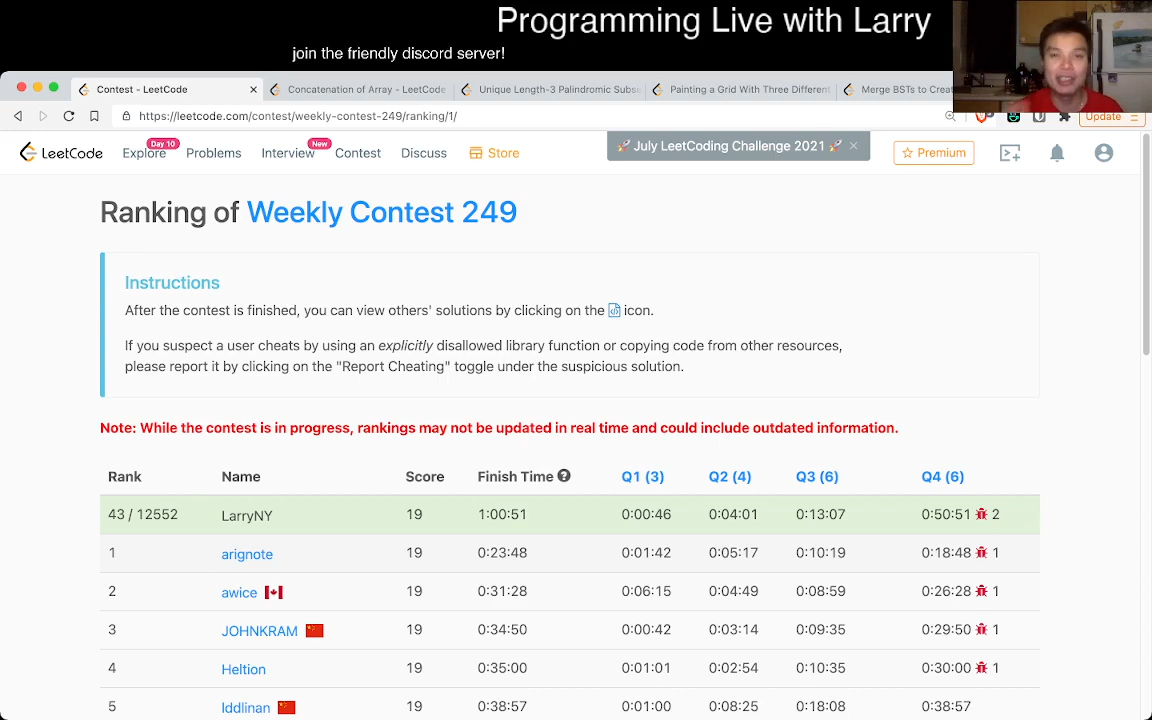 Programming Live with Larry
join the friendly discord server!
Contest - LeetCode
Concatenation of Array - LeetCode
Unique Length-3 Palindromic Subse
Painting a Grid With Three Different
Merge BSTs to Creat
https://leetcode.com/contest/weekly-contest-249/ranking/1/
Update
LeetCode
Explore Day 10
Problems
Interview New
Contest
Discuss
Store
🚀 July LeetCoding Challenge 2021 🚀
Premium
Ranking of Weekly Contest 249
Instructions
After the contest is finished, you can view others' solutions by clicking on the icon.
If you suspect a user cheats by using an explicitly disallowed library function or copying code from other resources,
please report it by clicking on the "Report Cheating" toggle under the suspicious solution.
Note: While the contest is in progress, rankings may not be updated in real time and could include outdated information.
Rank Name Score Finish Time Q1 (3) Q2 (4) Q3 (6) Q4 (6)
43 / 12552 LarryNY 19 1:00:51 0:00:46 0:04:01 0:13:07 0:50:51 2
1 arignote 19 0:23:48 0:01:42 0:05:17 0:10:19 0:18:48 1
2 awice 19 0:31:28 0:06:15 0:04:49 0:08:59 0:26:28 1
3 JOHNKRAM 19 0:34:50 0:00:42 0:03:14 0:09:35 0:29:50 1
4 Heltion 19 0:35:00 0:01:01 0:02:54 0:10:35 0:30:00 1
5 lddlinan 19 0:38:57 0:01:00 0:08:25 0:18:08 0:38:57